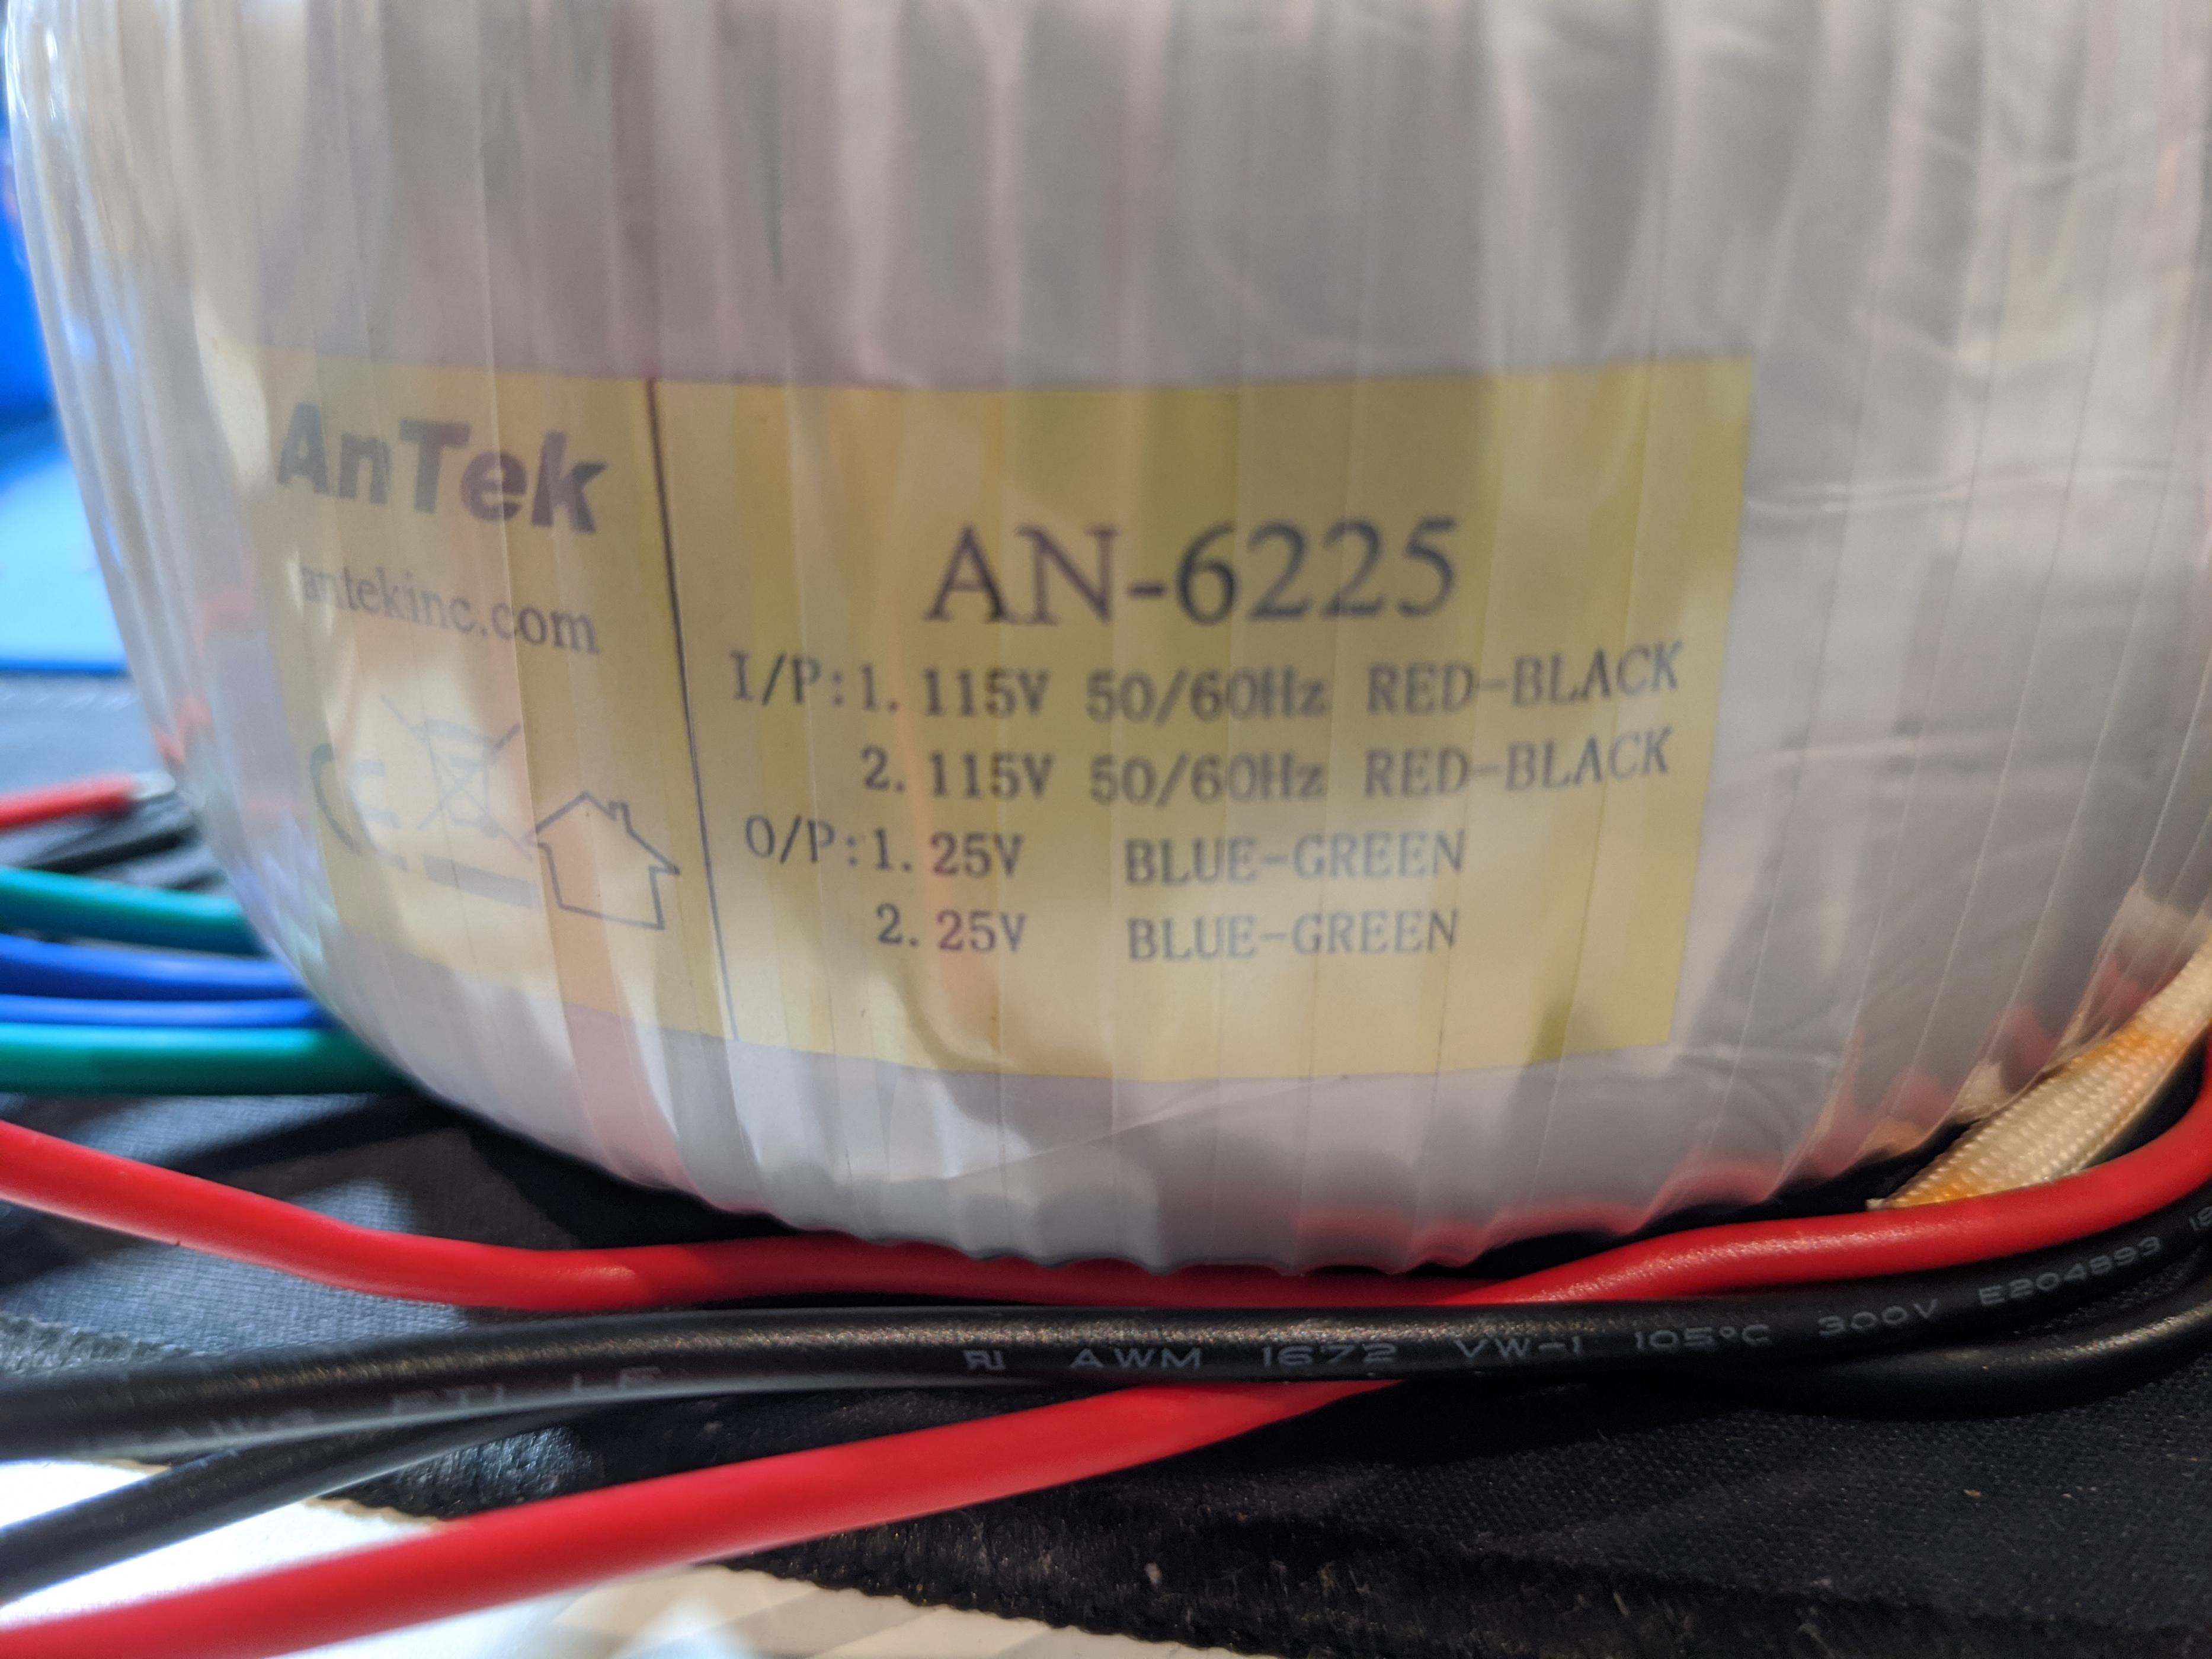 AnTek
antekinc.com
CE
AN-6225
I/P:1. 115V 50/60Hz RED-BLACK
2. 115V 50/60Hz RED-BLACK
O/P:1. 25V BLUE-GREEN
2. 25V BLUE-GREEN
AWM 1672 VW-1 105°C 300V E204893